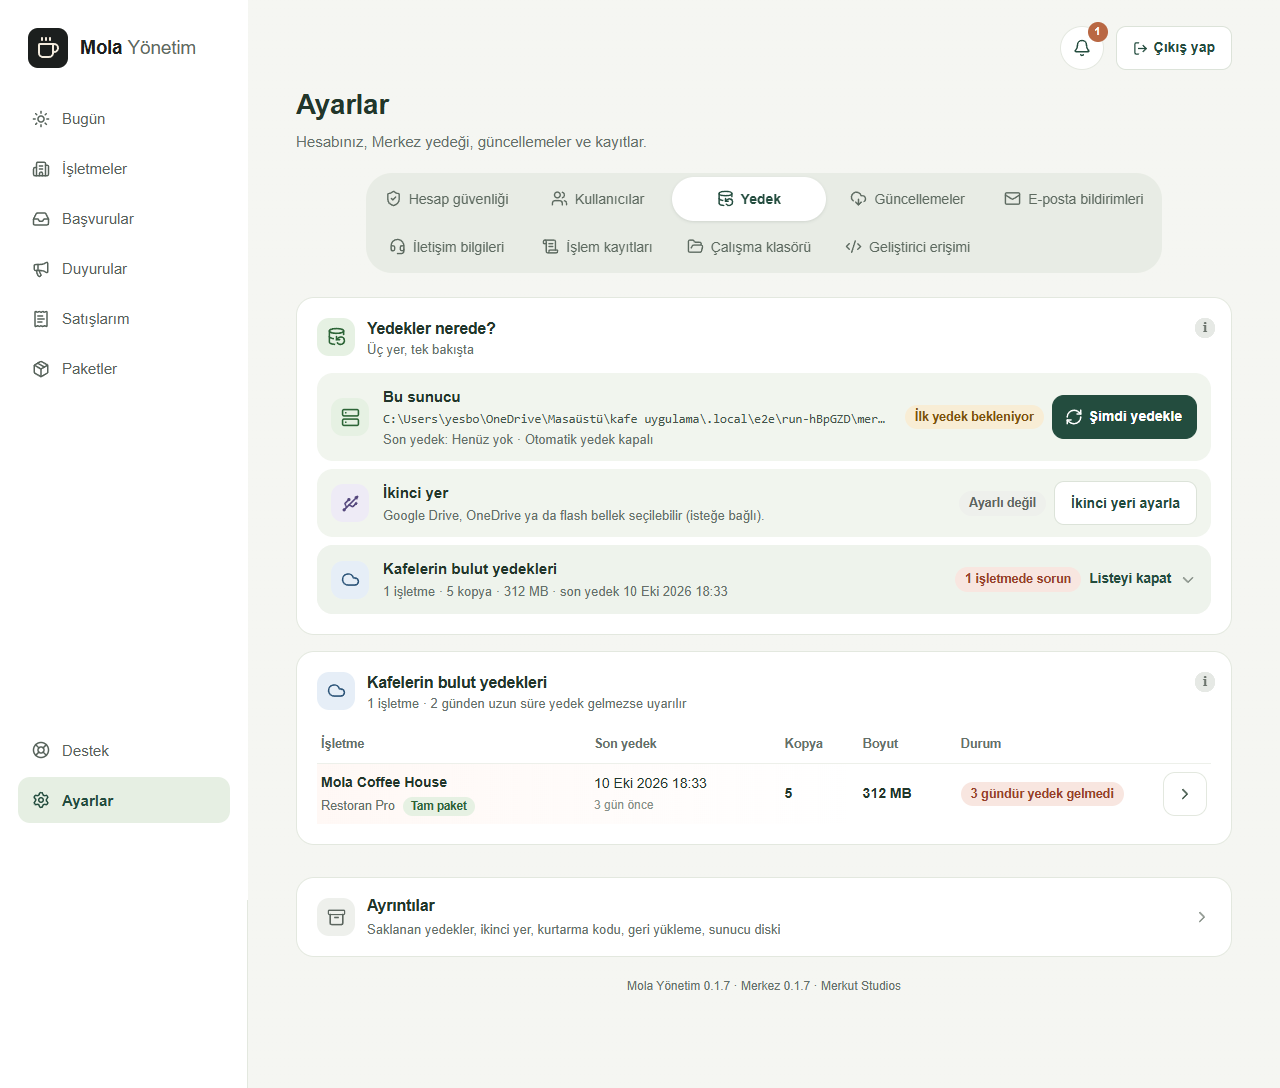 Mola Yönetim
Bugün
İşletmeler
Başvurular
Duyurular
Satışlarım
Paketler
Destek
Ayarlar
1
Çıkış yap
Ayarlar
Hesabınız, Merkez yedeği, güncellemeler ve kayıtlar.
Hesap güvenliği
Kullanıcılar
Yedek
Güncellemeler
E-posta bildirimleri
İletişim bilgileri
İşlem kayıtları
Çalışma klasörü
Geliştirici erişimi
Yedekler nerede?
Üç yer, tek bakışta
Bu sunucu
C:\Users\yesbo\OneDrive\Masaüstü\kafe uygulama\.local\e2e\run-hBpGZD\mer…
Son yedek: Henüz yok · Otomatik yedek kapalı
İlk yedek bekleniyor
Şimdi yedekle
İkinci yer
Google Drive, OneDrive ya da flash bellek seçilebilir (isteğe bağlı).
Ayarlı değil
İkinci yeri ayarla
Kafelerin bulut yedekleri
1 işletme · 5 kopya · 312 MB · son yedek 10 Eki 2026 18:33
1 işletmede sorun
Listeyi kapat
Kafelerin bulut yedekleri
1 işletme · 2 günden uzun süre yedek gelmezse uyarılır
İşletme Son yedek Kopya Boyut Durum
Mola Coffee House
Restoran Pro Tam paket
10 Eki 2026 18:33
3 gün önce
5
312 MB
3 gündür yedek gelmedi
Ayrıntılar
Saklanan yedekler, ikinci yer, kurtarma kodu, geri yükleme, sunucu diski
Mola Yönetim 0.1.7 · Merkez 0.1.7 · Merkut Studios